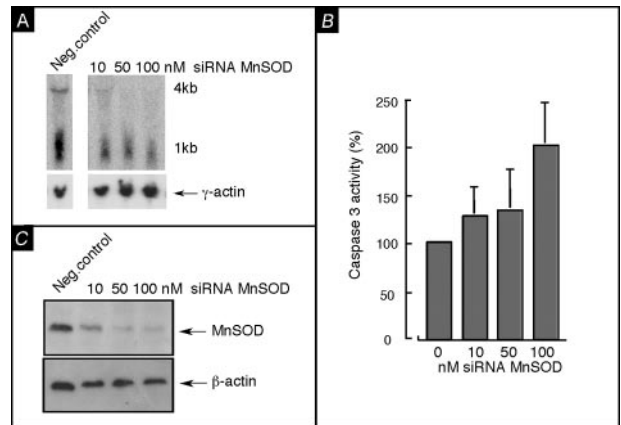 A
Neg.control
10 50 100 nM siRNA MnSOD
4kb
1kb
γ-actin
C
Neg.control
10 50 100 nM siRNA MnSOD
MnSOD
β-actin
B
Caspase 3 activity (%)
250
200
150
100
50
0
0 10 50 100
nM siRNA MnSOD